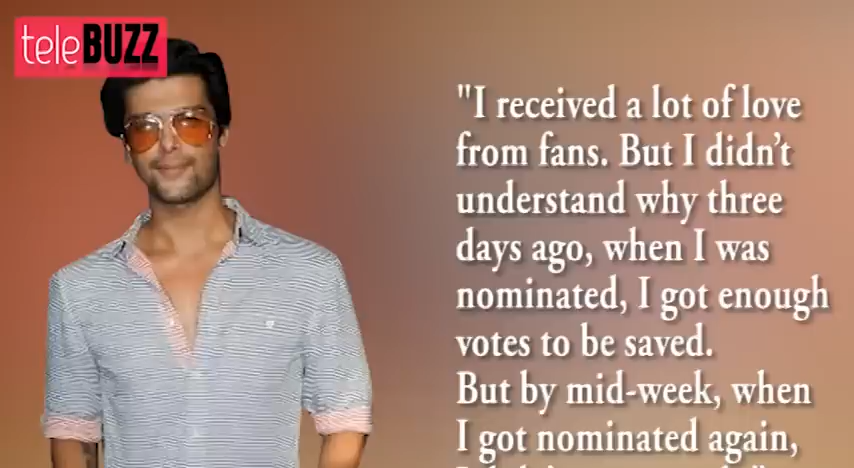 teleBUZZ
"I received a lot of love
from fans. But I didn't
understand why three
days ago, when I was
nominated, I got enough
votes to be saved.
But by mid-week, when
I got nominated again,